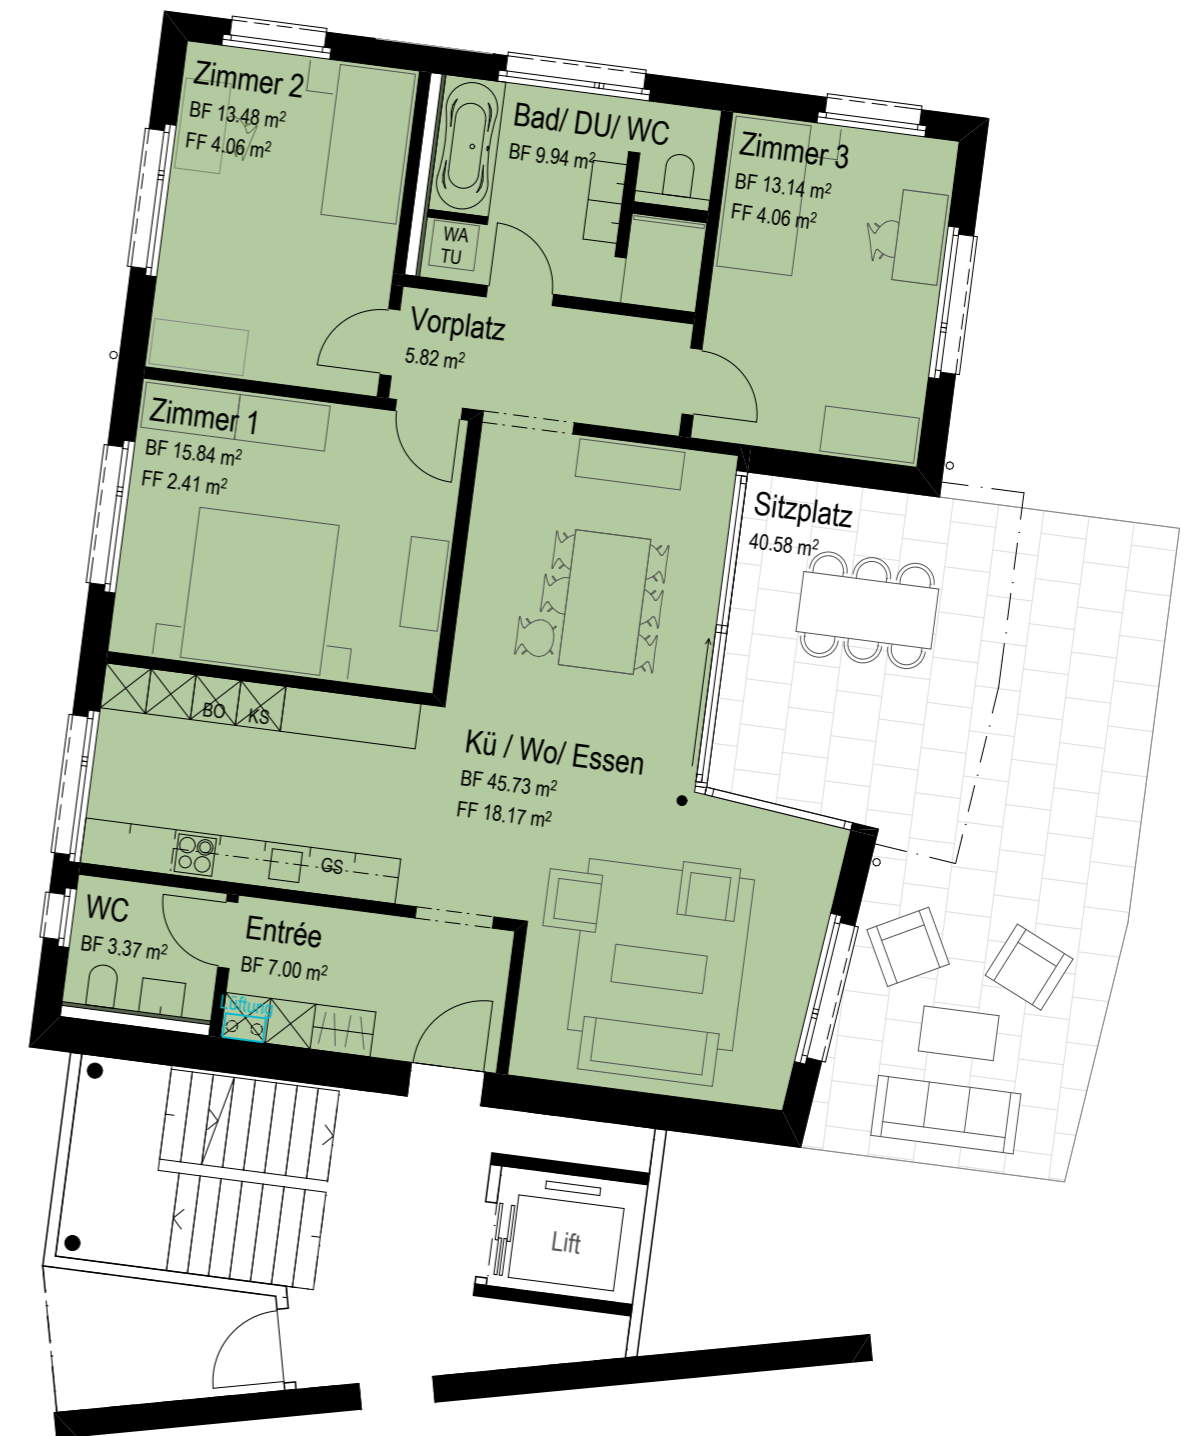 Zimmer 2
BF 13.48 m²
FF 4.06 m²
Bad/ DU/ WC
BF 9.94 m²
Zimmer 3
BF 13.14 m²
FF 4.06 m²
WA
TU
Vorplatz
5.82 m²
Zimmer 1
BF 15.84 m²
FF 2.41 m²
Sitzplatz
40.58 m²
BO
KS
Kü / Wo/ Essen
BF 45.73 m²
FF 18.17 m²
GS
WC
BF 3.37 m²
Entrée
BF 7.00 m²
Lüftung
Lift